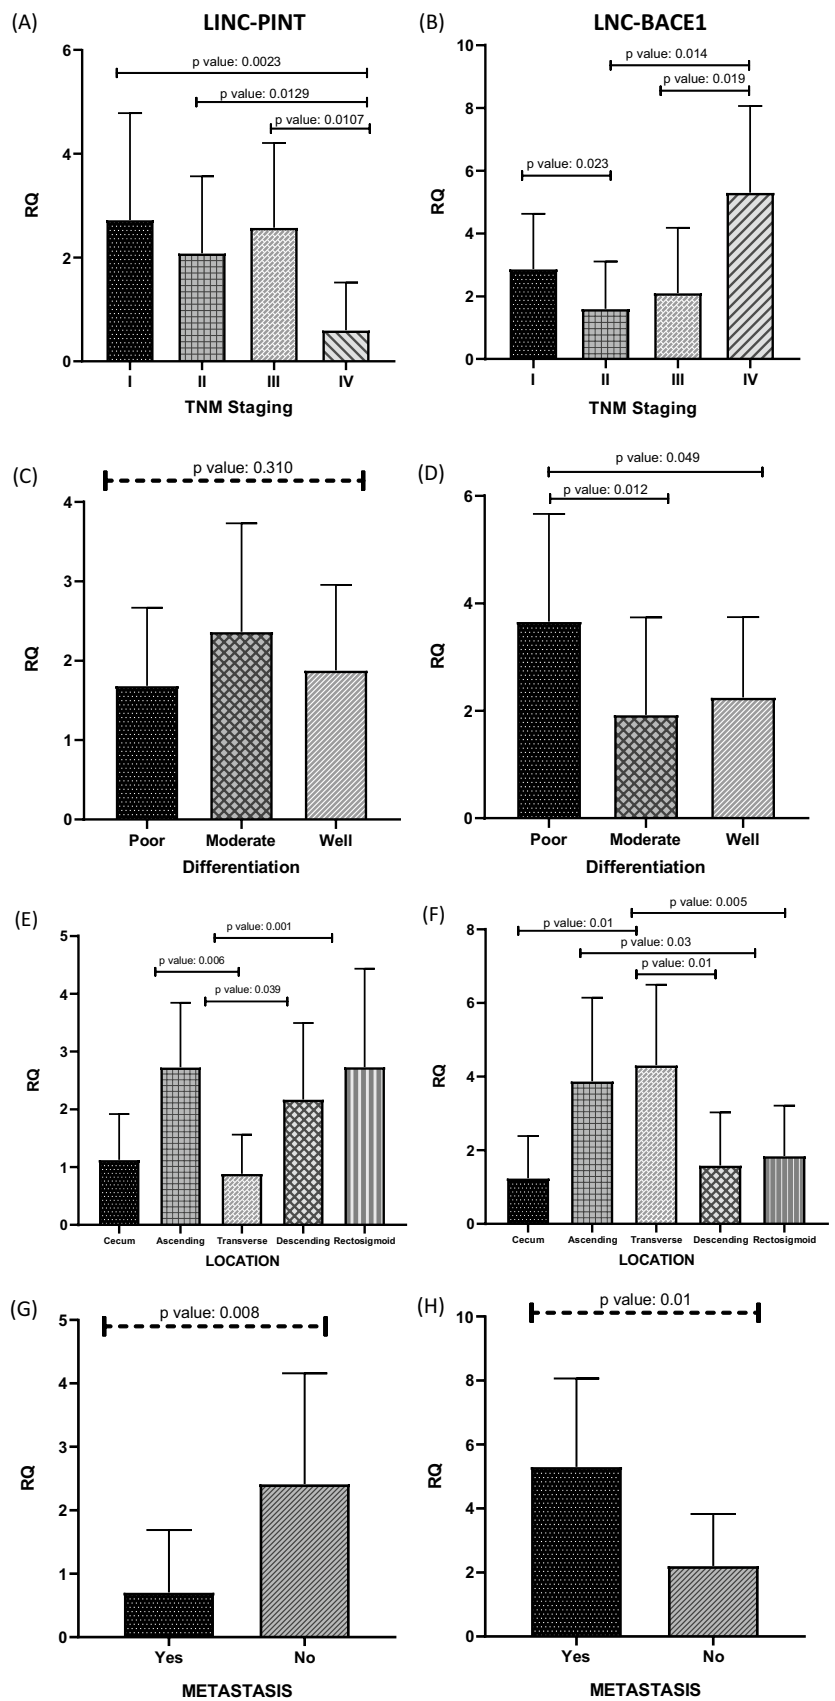 (A)
LINC-PINT
6
p value: 0.0023
p value: 0.0129
p value: 0.0107
4
RQ
2
0
I II III IV
TNM Staging
(B)
LNC-BACE1
10
p value: 0.014
p value: 0.019
8
p value: 0.023
6
RQ
4
2
0
I II III IV
TNM Staging
(C)
p value: 0.310
4
3
RQ
2
1
0
Poor Moderate Well
Differentiation
(D)
p value: 0.049
p value: 0.012
6
4
RQ
2
0
Poor Moderate Well
Differentiation
(E)
p value: 0.001
5
p value: 0.006
p value: 0.039
4
3
RQ
2
1
0
Cecum Ascending Transverse Descending Rectosigmoid
LOCATION
(F)
p value: 0.005
p value: 0.01
8
p value: 0.03
p value: 0.01
6
RQ
4
2
0
Cecum Ascending Transverse Descending Rectosigmoid
LOCATION
(G)
p value: 0.008
5
4
3
RQ
2
1
0
Yes No
METASTASIS
(H)
p value: 0.01
10
8
6
RQ
4
2
0
Yes No
METASTASIS